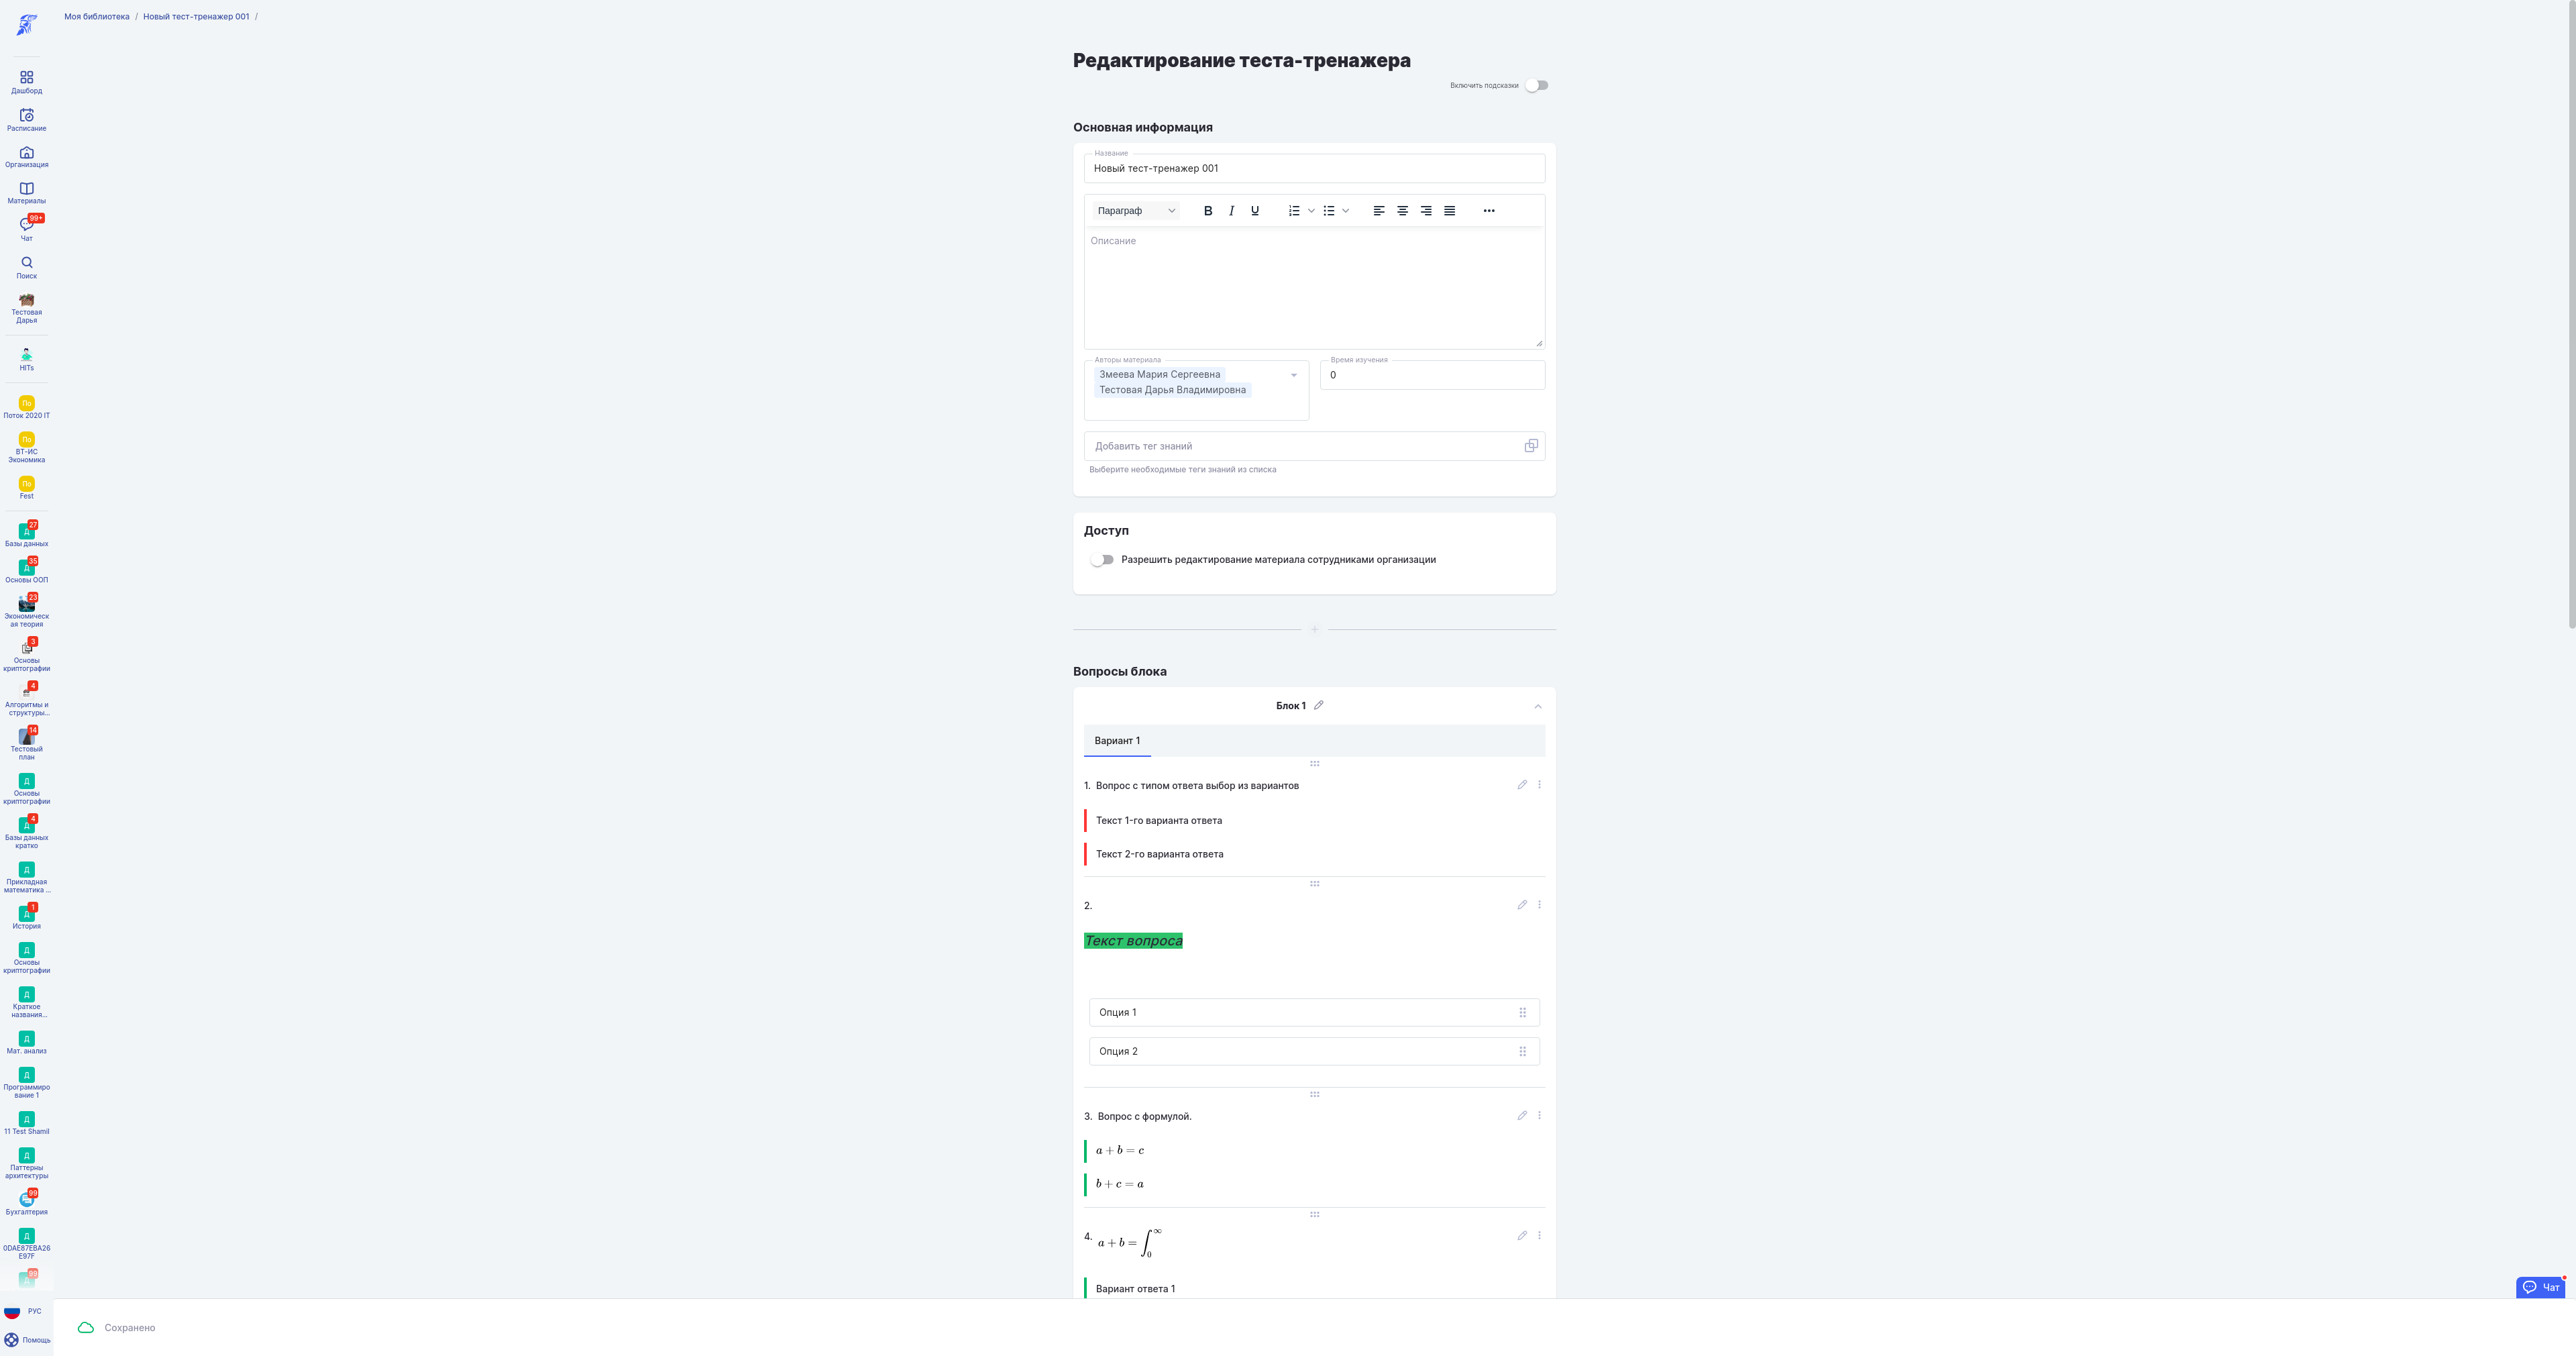 Моя библиотека / Новый тест-тренажер 001 /
Дашборд
Расписание
Организация
Материалы
99+
Чат
Поиск
Тестовая
Дарья
HITs
По
Поток 2020 IT
По
ВТ-ИС
Экономика
По
Fest
27
Д
Базы данных
35
Д
Основы ООП
23
Экономическ
ая теория
3
Основы
криптографии
4
Алгоритмы и
структуры...
14
Тестовый
план
Д
Основы
криптографии
4
Д
Базы данных
кратко
Д
Прикладная
математика ...
1
Д
История
Д
Основы
криптографии
Д
Краткое
названия...
Д
Мат. анализ
Д
Программиро
вание 1
Д
11 Test Shamil
Д
Паттерны
архитектуры
99
Бухгалтерия
Д
0DAE87EBA26
E97F
99
Д
РУС
Помощь
Редактирование теста-тренажера
Включить подсказки
Основная информация
Название
Новый тест-тренажер 001
Параграф B I U
Описание
Авторы материала
Змеева Мария Сергеевна
Тестовая Дарья Владимировна
Время изучения
0
Добавить тег знаний
Выберите необходимые теги знаний из списка
Доступ
Разрешить редактирование материала сотрудниками организации
Вопросы блока
Блок 1
Вариант 1
1. Вопрос с типом ответа выбор из вариантов
Текст 1-го варианта ответа
Текст 2-го варианта ответа
2.
Текст вопроса
Опция 1
Опция 2
3. Вопрос с формулой.
a + b = c
b + c = a
4. a + b = ∫₀^∞
Вариант ответа 1
Сохранено
Чат